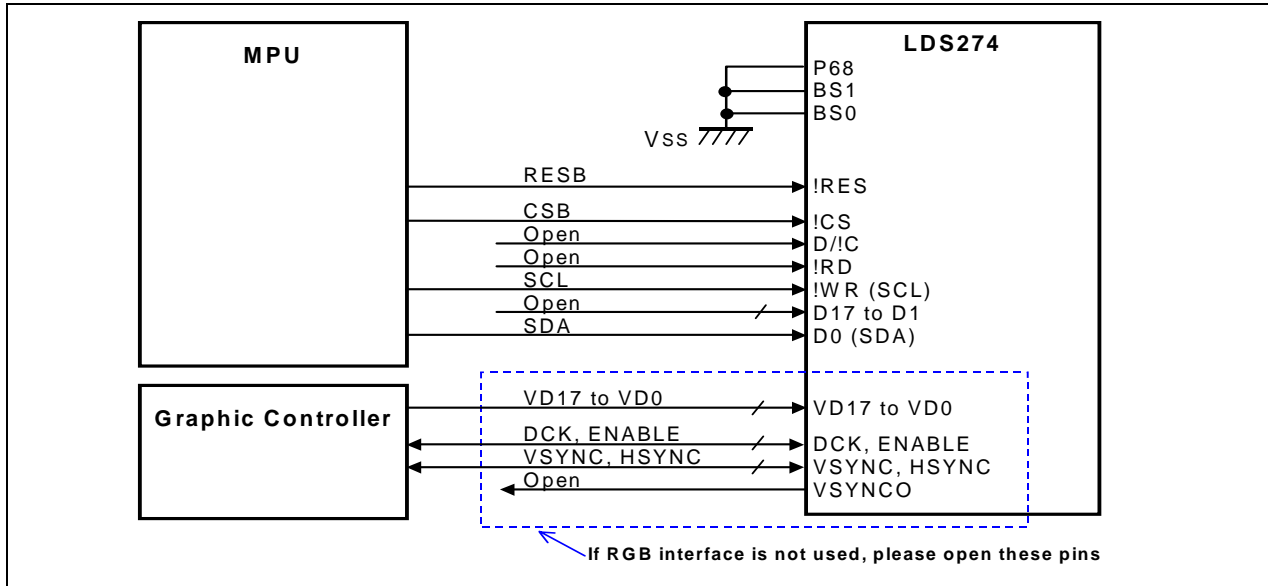 MPU
LDS274
P68
BS1
BS0
VSS
RESB
!RES
CSB
!CS
Open
D/!C
Open
!RD
SCL
!WR (SCL)
Open
D17 to D1
SDA
D0 (SDA)
Graphic Controller
VD17 to VD0
VD17 to VD0
DCK, ENABLE
DCK, ENABLE
VSYNC, HSYNC
VSYNC, HSYNC
Open
VSYNCO
If RGB interface is not used, please open these pins